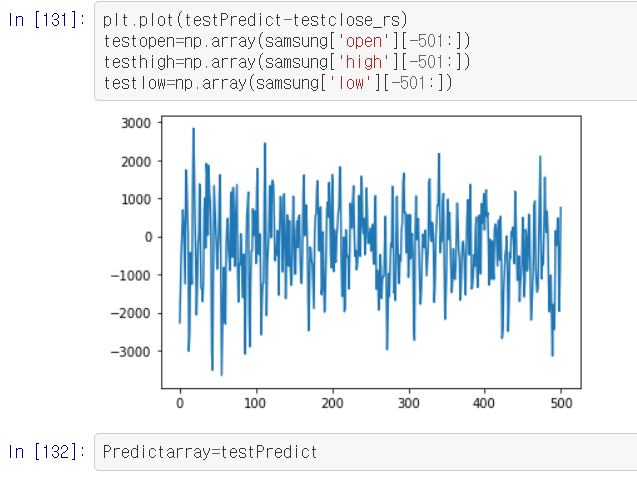 In [131]: plt.plot(testPredict-testclose_rs)
testopen=np.array(samsung['open'][-501:])
testhigh=np.array(samsung['high'][-501:])
testlow=np.array(samsung['low'][-501:])
3000
2000
1000
0
−1000
−2000
−3000
0 100 200 300 400 500
In [132]: Predictarray=testPredict